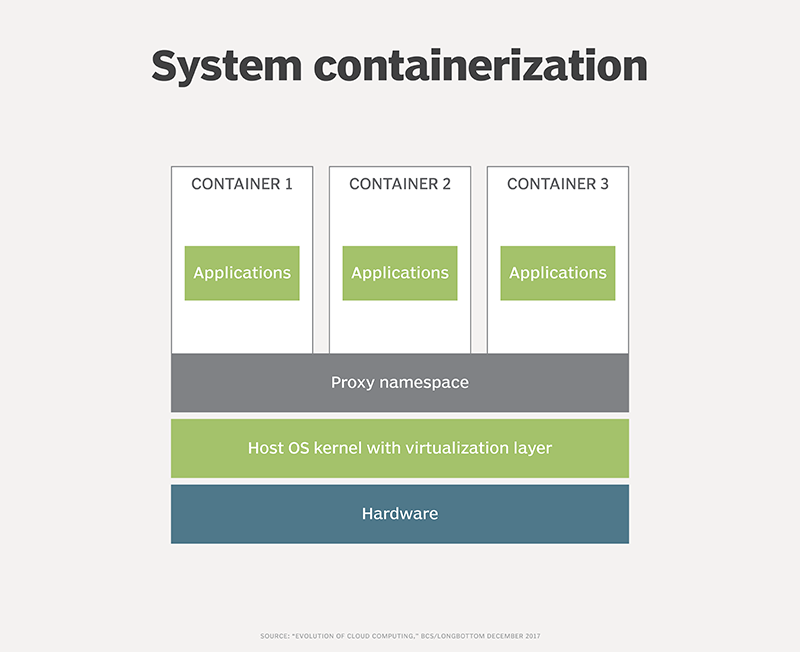 System containerization
CONTAINER 1
CONTAINER 2
CONTAINER 3
Applications
Applications
Applications
Proxy namespace
Host OS kernel with virtualization layer
Hardware
SOURCE: “EVOLUTION OF CLOUD COMPUTING,” BCS/LONGBOTTOM DECEMBER 2017